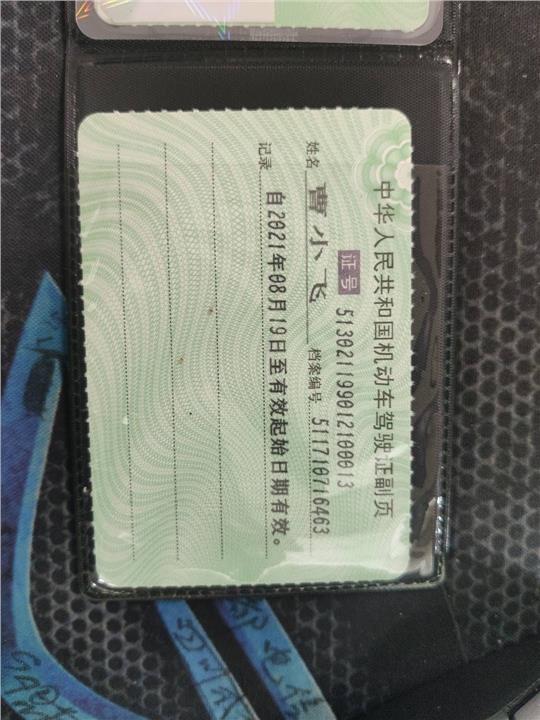 中华人民共和国机动车驾驶证副页
证号 513021199012100013
姓名 曹小飞 档案编号 511710716463
记录 自2021年08月19日至有效起始日期有效。